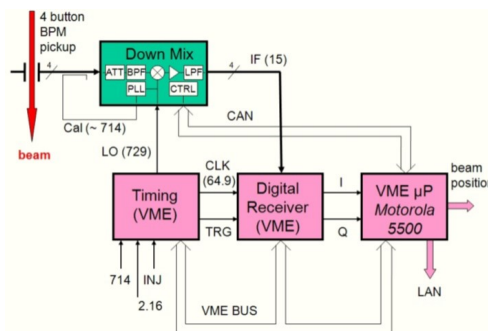 4 button
BPM
pickup
Down Mix
4
ATT
BPF
LPF
PLL
CTRL
4
IF (15)
Cal (~ 714)
CAN
beam
LO (729)
CLK
(64.9)
Timing
(VME)
Digital
Receiver
(VME)
I
VME µP
Motorola
5500
beam
position
TRG
Q
714
INJ
2.16
VME BUS
LAN